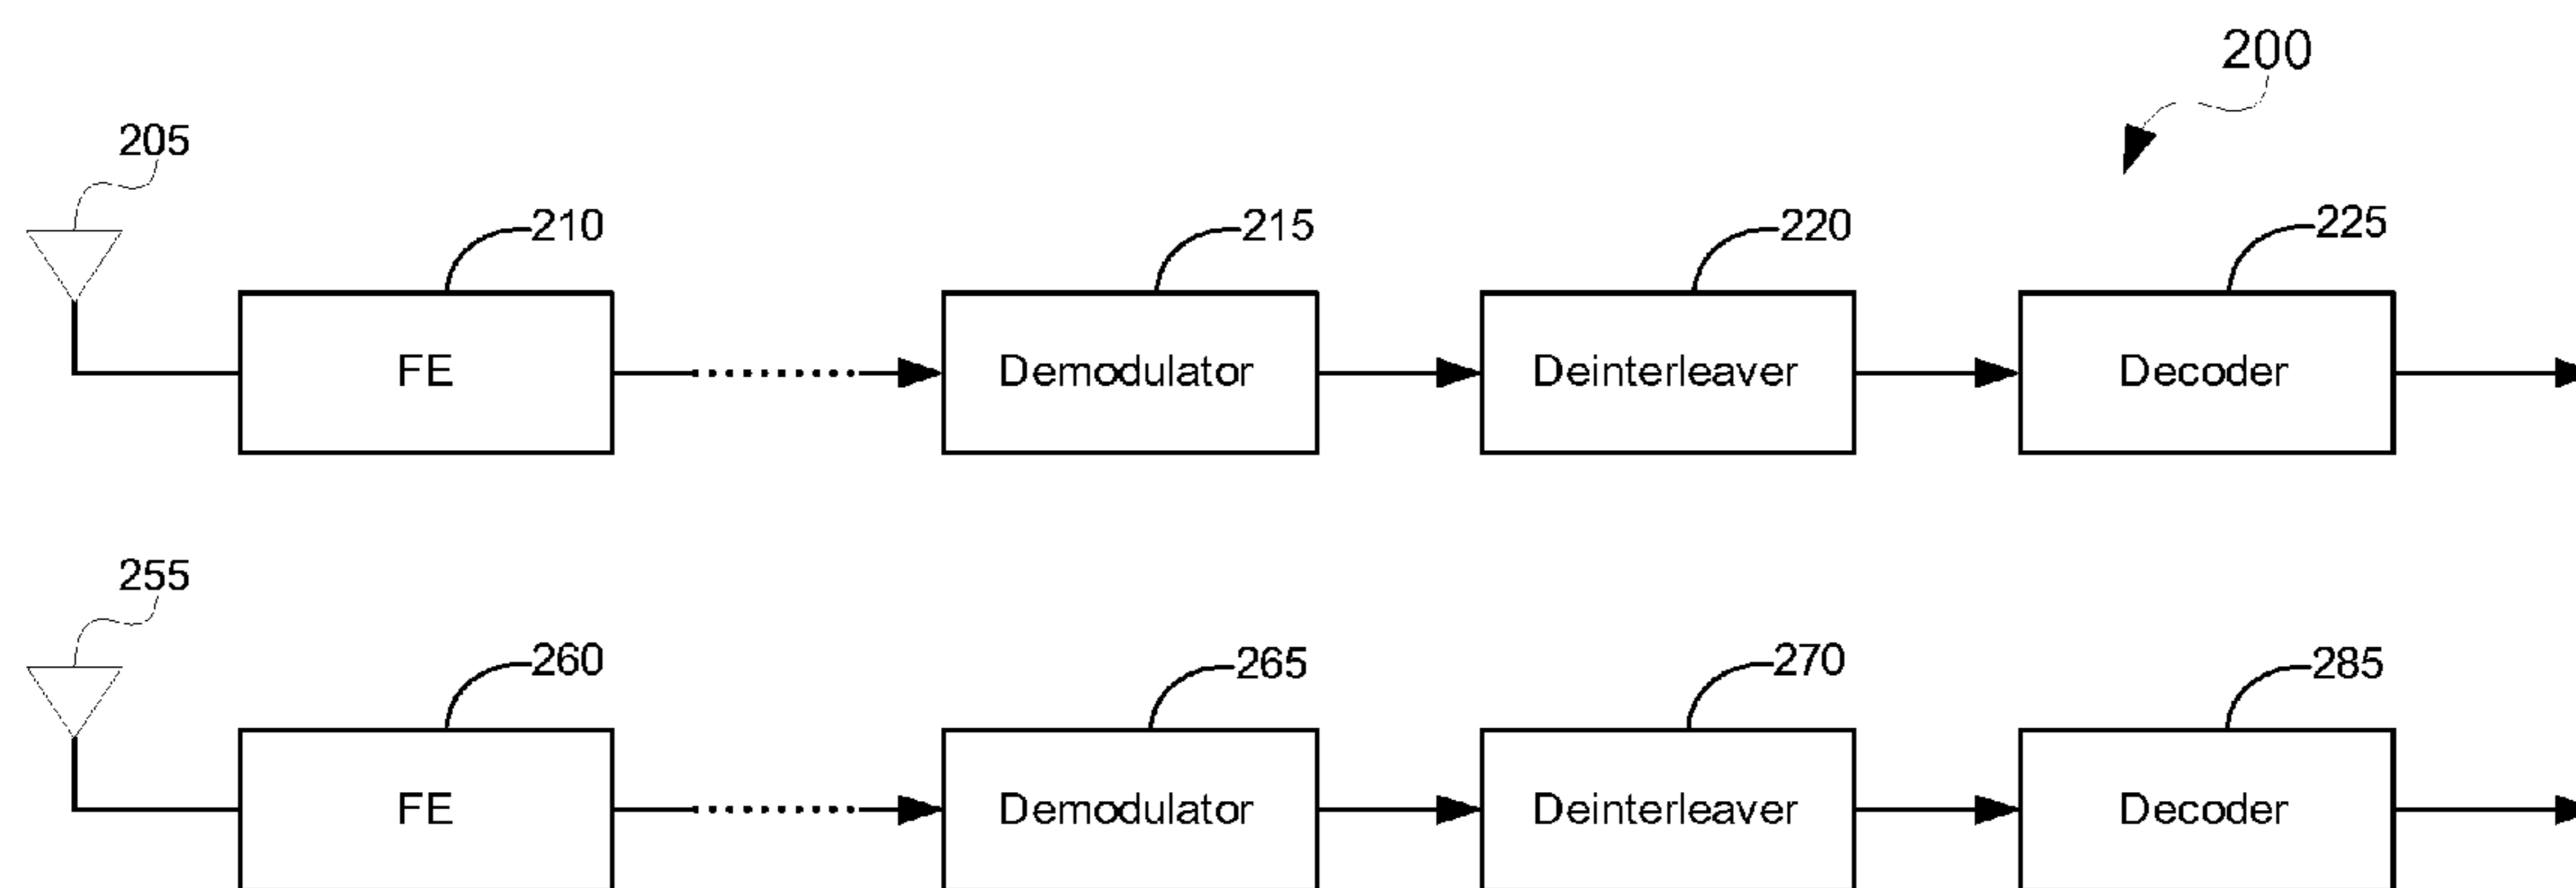 200
205
210
215
220
225
FE
Demodulator
Deinterleaver
Decoder
255
260
265
270
285
FE
Demodulator
Deinterleaver
Decoder